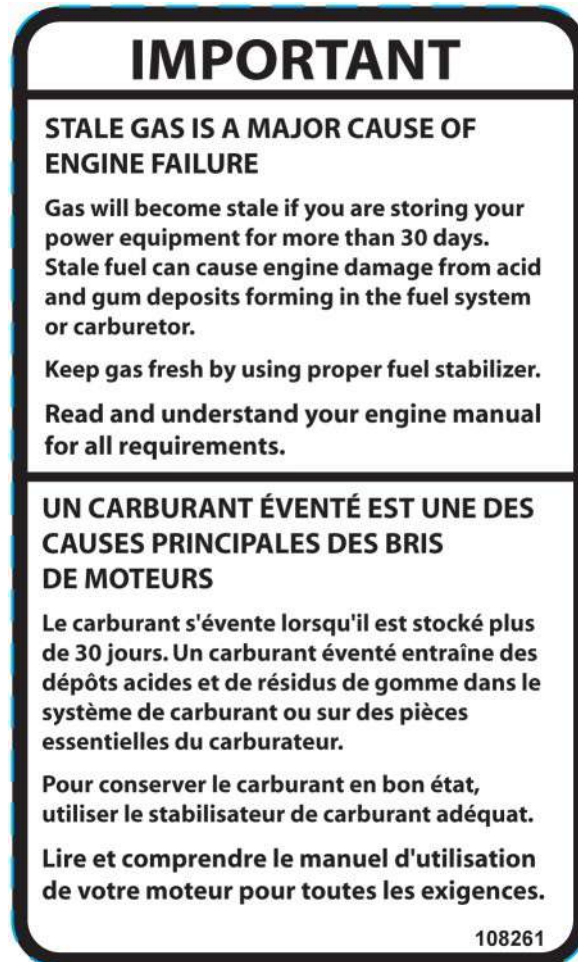 IMPORTANT
STALE GAS IS A MAJOR CAUSE OF
ENGINE FAILURE
Gas will become stale if you are storing your
power equipment for more than 30 days.
Stale fuel can cause engine damage from acid
and gum deposits forming in the fuel system
or carburetor.
Keep gas fresh by using proper fuel stabilizer.
Read and understand your engine manual
for all requirements.
UN CARBURANT ÉVENTÉ EST UNE DES
CAUSES PRINCIPALES DES BRIS
DE MOTEURS
Le carburant s'évente lorsqu'il est stocké plus
de 30 jours. Un carburant éventé entraîne des
dépôts acides et de résidus de gomme dans le
système de carburant ou sur des pièces
essentielles du carburateur.
Pour conserver le carburant en bon état,
utiliser le stabilisateur de carburant adéquat.
Lire et comprendre le manuel d'utilisation
de votre moteur pour toutes les exigences.
108261